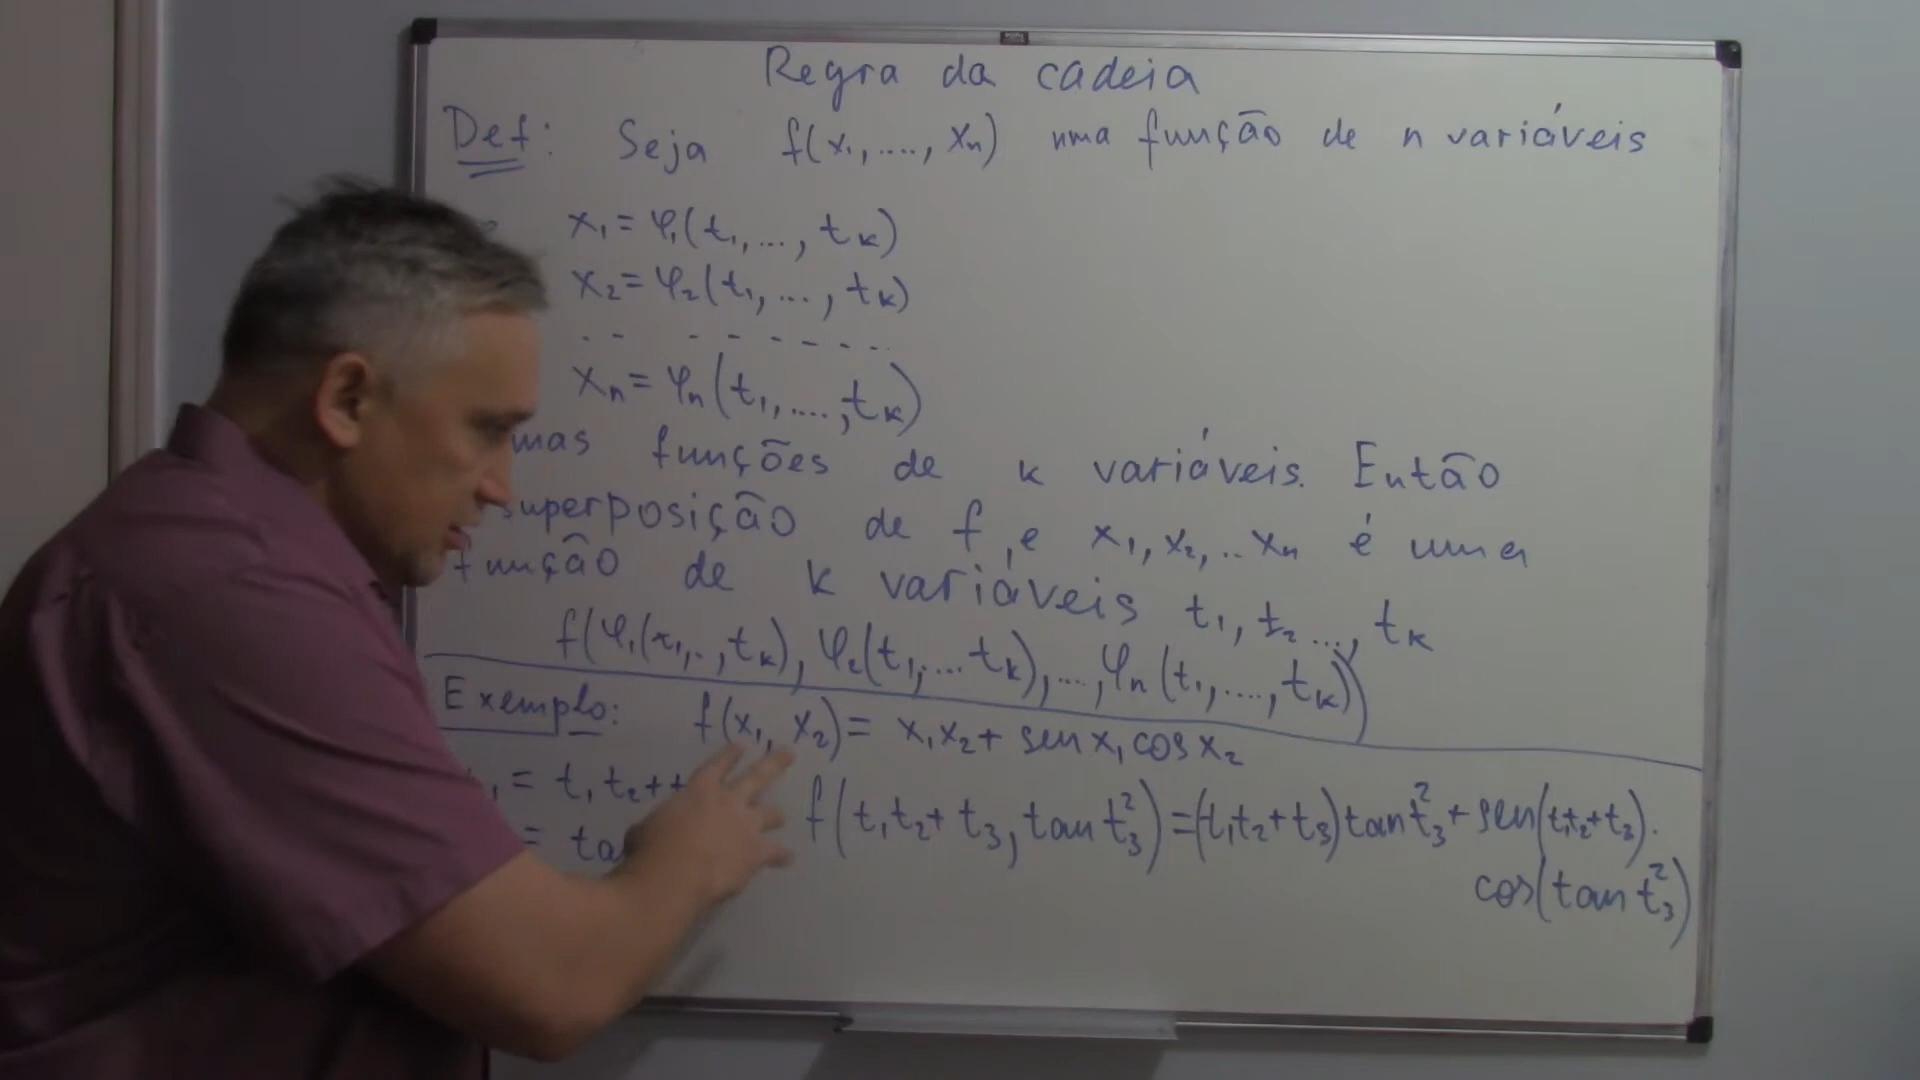 Regra da cadeia
Def: Seja f(x₁, ...., xₙ) uma função de n variáveis
x₁ = φ₁(t₁, ..., tₖ)
x₂ = φ₂(t₁, ..., tₖ)
.. - - - - - - -
xₙ = φₙ(t₁, ...., tₖ)
funções de k variáveis. Então
superposição de f, e x₁, x₂, .. xₙ é uma
função de k variáveis t₁, t₂ ..., tₖ
f(φ₁(t₁, .., tₖ), φ₂(t₁, ... tₖ), ..., φₙ(t₁, ...., tₖ))
Exemplo: f(x₁, x₂) = x₁x₂ + sen x₁ cos x₂
= t₁t₂ +
f(t₁t₂ + t₃, tan t₃²) = (t₁t₂ + t₃) tan t₃² + sen(t₁t₂ + t₃).
cos(tan t₃²)